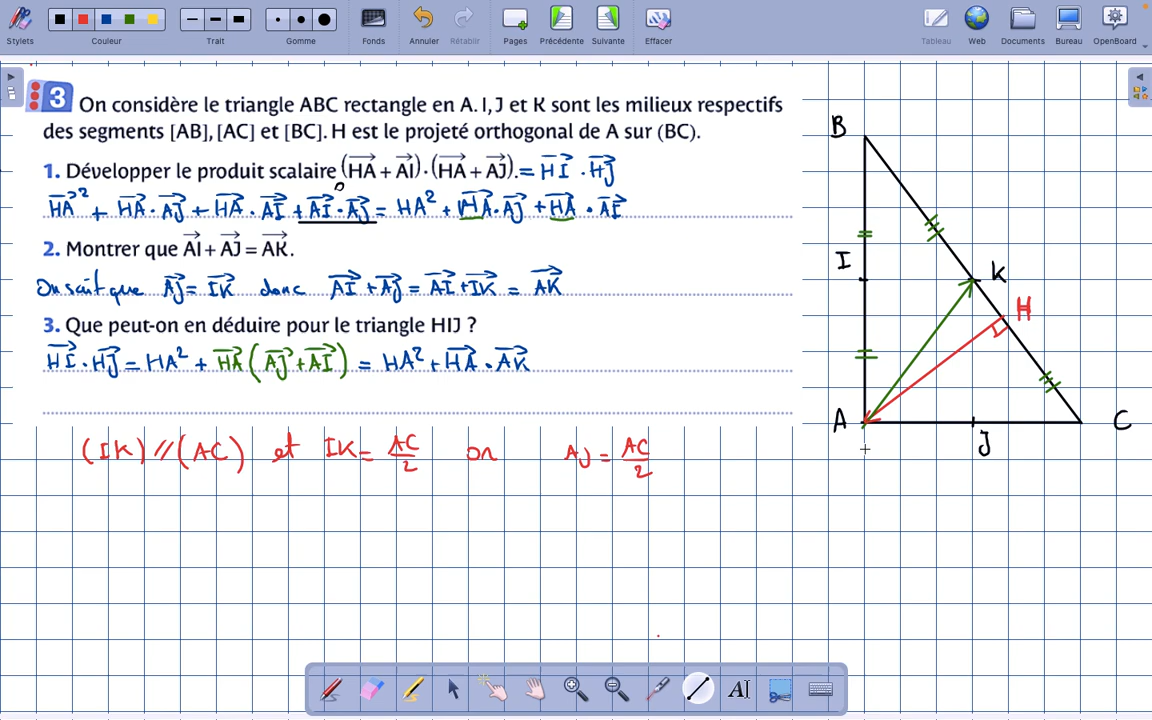 Stylets Couleur Trait Gomme Fonds Annuler Rétablir Pages Précédente Suivante Effacer Tableau Web Documents Bureau OpenBoard
3 On considère le triangle ABC rectangle en A. I, J et K sont les milieux respectifs
des segments [AB], [AC] et [BC]. H est le projeté orthogonal de A sur (BC).
1. Développer le produit scalaire (HA + AI)·(HA + AJ). = HI · HJ
0
HA² + HA · AJ + HA · AI + AI · AJ = HA² + HA · AJ + HA · AI
2. Montrer que AI + AJ = AK.
On sait que AJ = IK donc AI + AJ = AI + IK = AK
3. Que peut-on en déduire pour le triangle HIJ ?
HI · HJ = HA² + HA (AJ + AI) = HA² + HA · AK
(IK) // (AC) et IK = AC/2 or AJ = AC/2
B
I
K
H
A
C
J
AI